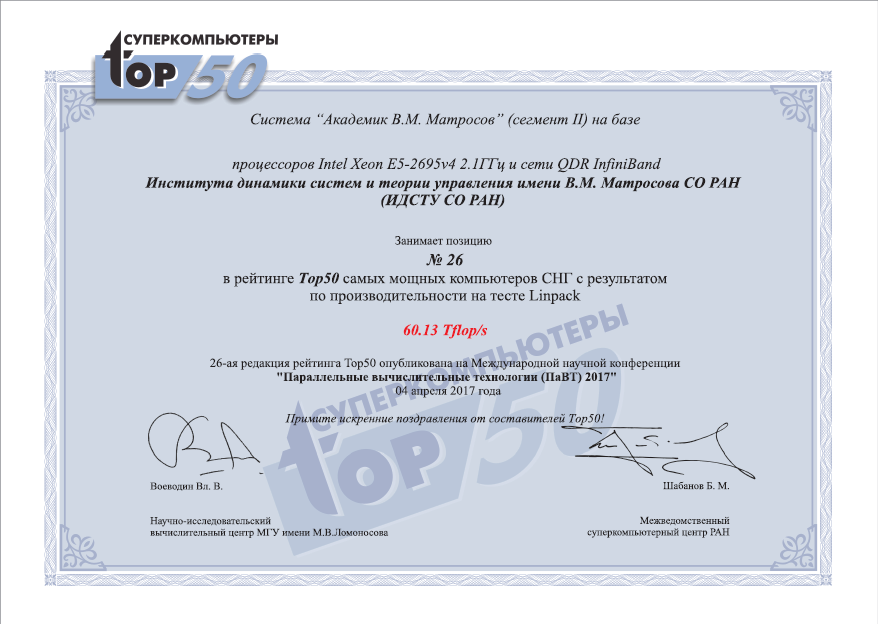 СУПЕРКОМПЬЮТЕРЫ
Top 50
Система “Академик В.М. Матросов” (сегмент II) на базе
процессоров Intel Xeon E5-2695v4 2.1ГГц и сети QDR InfiniBand
Института динамики систем и теории управления имени В.М. Матросова СО РАН
(ИДСТУ СО РАН)
Занимает позицию
№ 26
в рейтинге Top50 самых мощных компьютеров СНГ с результатом
по производительности на тесте Linpack
60.13 Tflop/s
26-ая редакция рейтинга Top50 опубликована на Международной научной конференции
"Параллельные вычислительные технологии (ПаВТ) 2017"
04 апреля 2017 года
Примите искренние поздравления от составителей Top50!
СУПЕРКОМПЬЮТЕРЫ
Top 50
Воеводин Вл. В.
Шабанов Б. М.
Научно-исследовательский
вычислительный центр МГУ имени М.В.Ломоносова
Межведомственный
суперкомпьютерный центр РАН